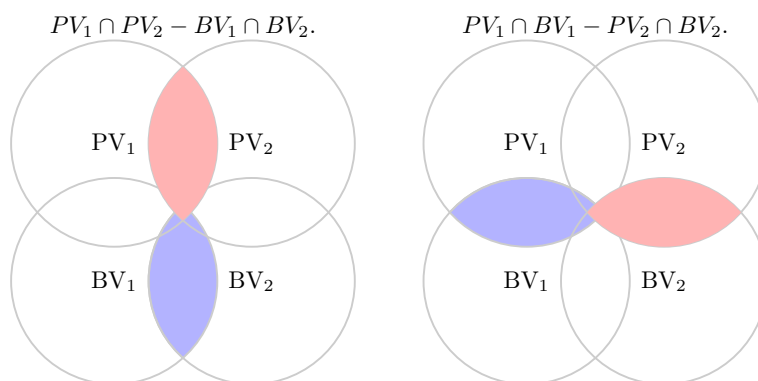 PV₁ ∩ PV₂ − BV₁ ∩ BV₂.
PV₁ PV₂
BV₁ BV₂
PV₁ ∩ BV₁ − PV₂ ∩ BV₂.
PV₁ PV₂
BV₁ BV₂